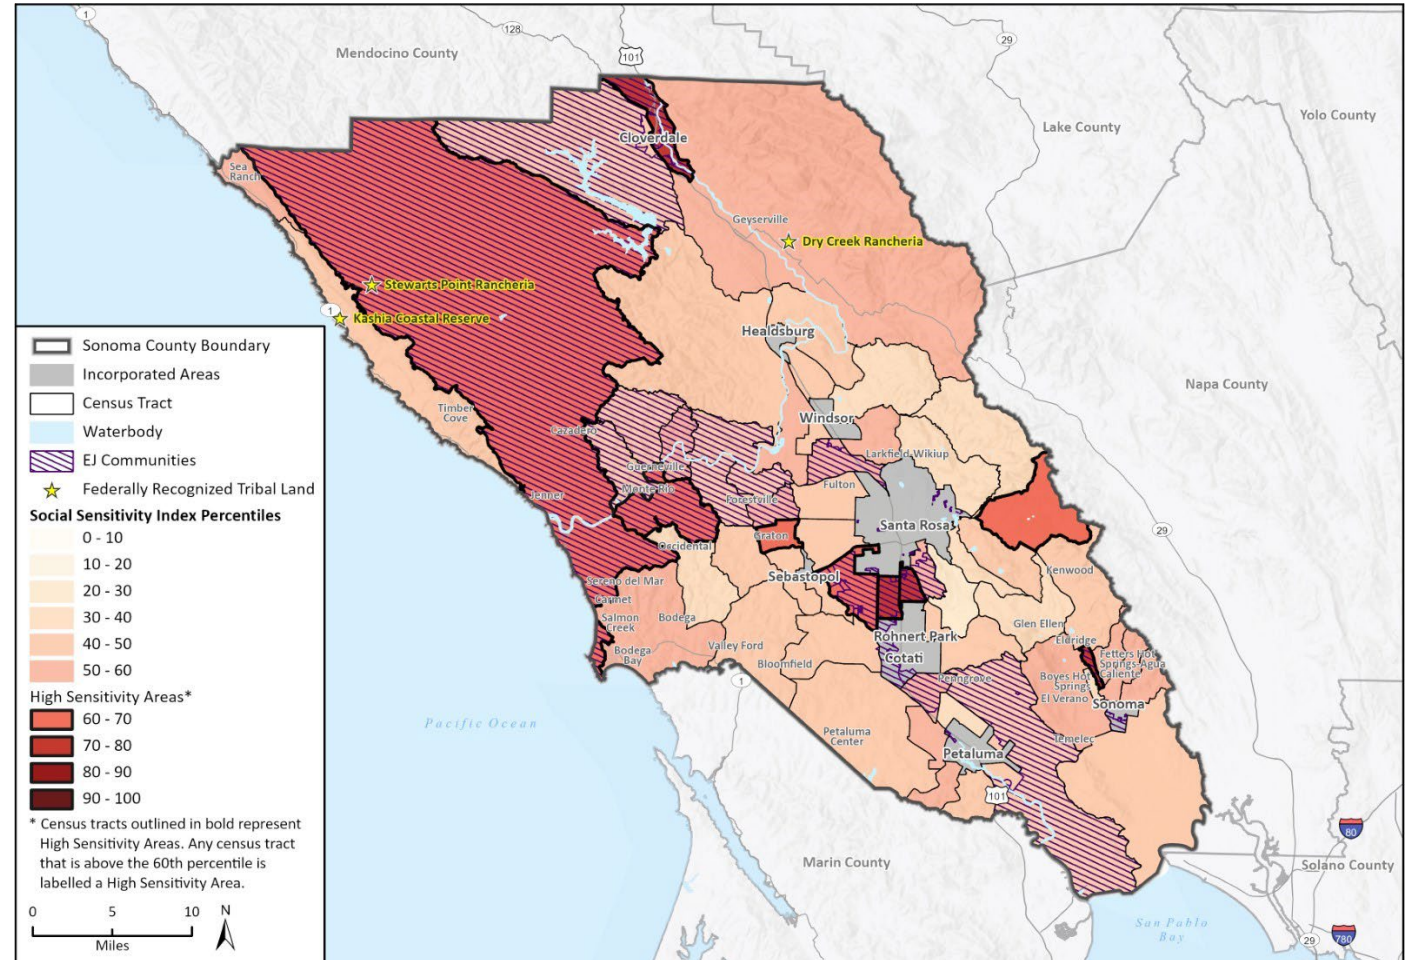 1
128
Mendocino County
101
29
Yolo County
Lake County
Cloverdale
Sea
Ranch
Geyserville
Dry Creek Rancheria
Stewarts Point Rancheria
1
Kashia Coastal Reserve
Healdsburg
Napa County
Timber
Cove
Windsor
Cazadero
Larkfield Wikiup
Guerneville
Fulton
Monte Rio
Forestville
Jenner
Santa Rosa
29
Graton
Occidental
Kenwood
Sebastopol
Sereno del Mar
Carmet
Salmon
Creek
Bodega
Glen Ellen
Rohnert Park
Eldridge
Valley Ford
Cotati
Fetters Hot
Springs-Agua
Caliente
Bodega
Bay
Bloomfield
Penngrove
Boyes Hot
Springs
El Verano
1
Sonoma
Pacific Ocean
Petaluma
Center
Temelec
Petaluma
101
80
Marin County
Solano County
San Pablo
Bay
29
780
Sonoma County Boundary
Incorporated Areas
Census Tract
Waterbody
EJ Communities
Federally Recognized Tribal Land
Social Sensitivity Index Percentiles
0 - 10
10 - 20
20 - 30
30 - 40
40 - 50
50 - 60
High Sensitivity Areas*
60 - 70
70 - 80
80 - 90
90 - 100
* Census tracts outlined in bold represent
High Sensitivity Areas. Any census tract
that is above the 60th percentile is
labelled a High Sensitivity Area.
0 5 10 N
Miles